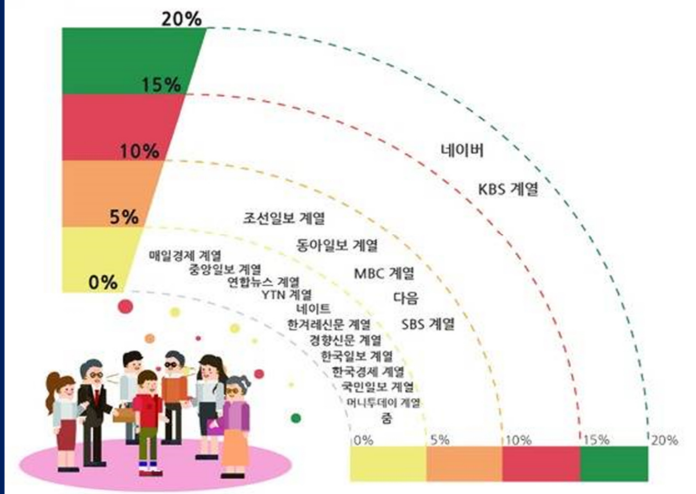 20%
15%
10%
5%
0%
네이버
KBS 계열
조선일보 계열
동아일보 계열
MBC 계열
다음
SBS 계열
매일경제 계열
중앙일보 계열
연합뉴스 계열
YTN 계열
네이트
한겨레신문 계열
경향신문 계열
한국일보 계열
한국경제 계열
국민일보 계열
머니투데이 계열
줌
0% 5% 10% 15% 20%